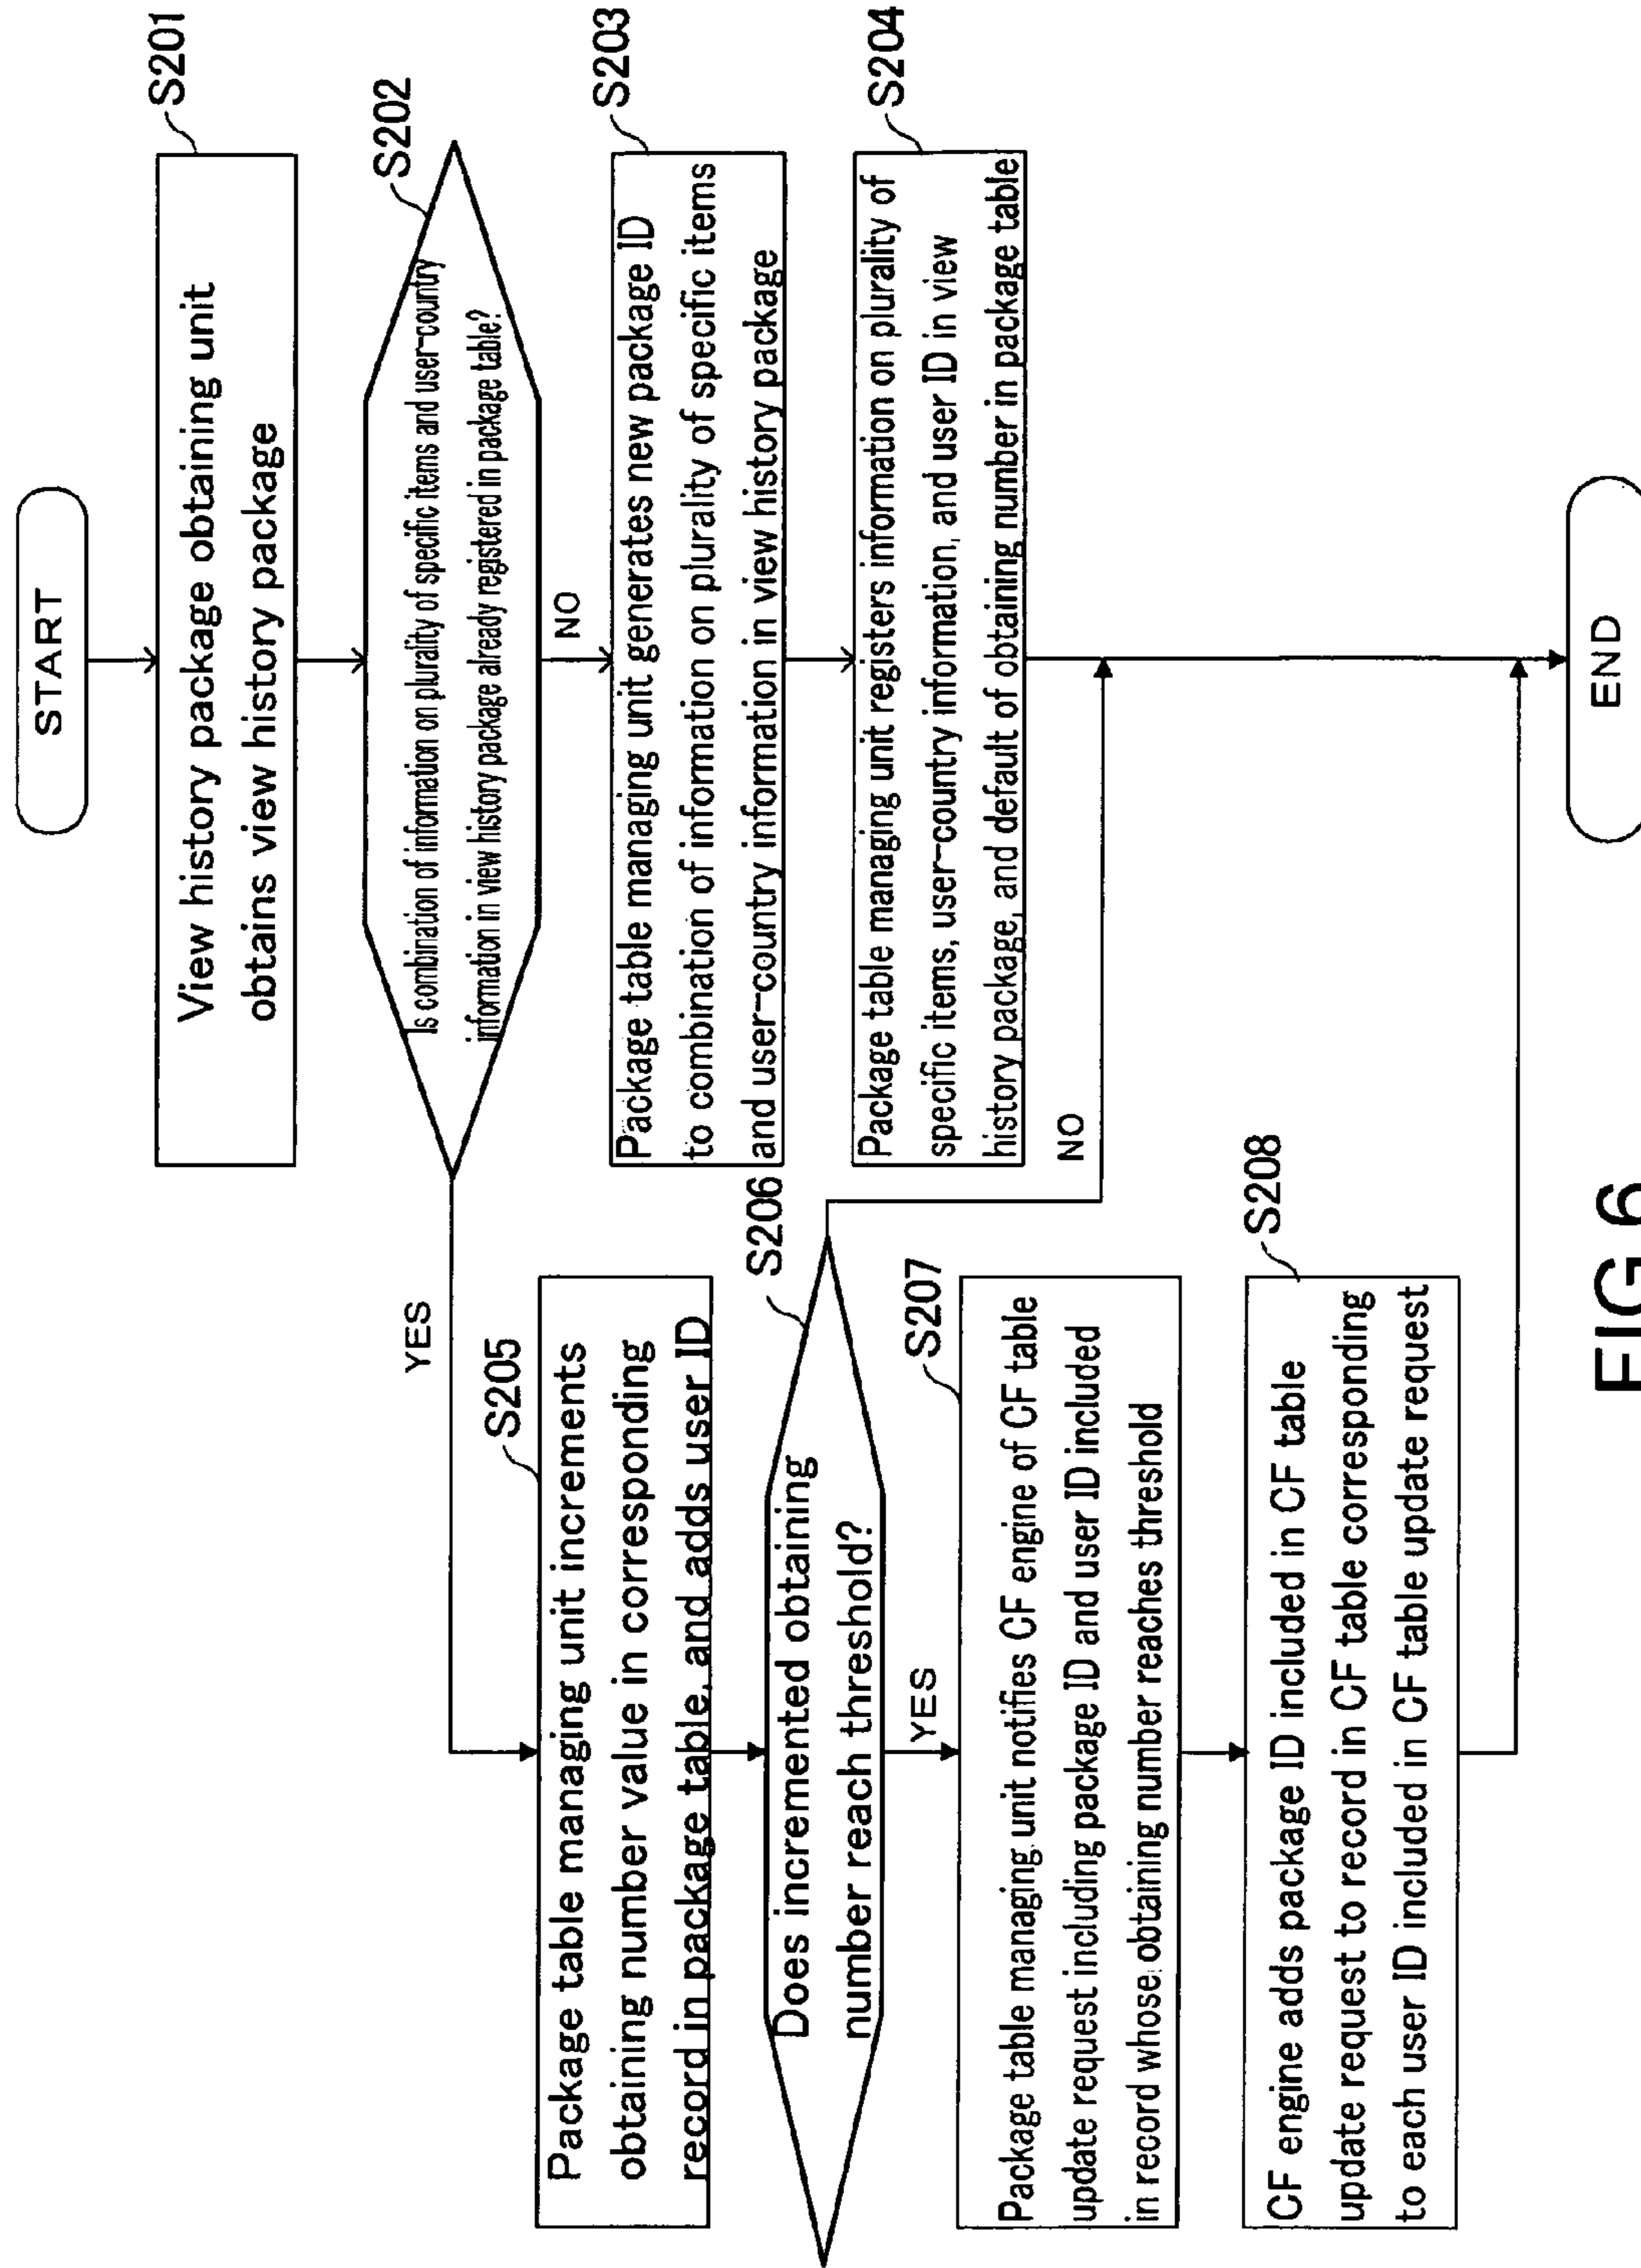 START
S201
View history package obtaining unit
obtains view history package
S202
Is combination of information on plurality of specific items and user-country
information in view history package already registered in package table?
NO
YES
S203
Package table managing unit generates new package ID
to combination of information on plurality of specific items
and user-country information in view history package
S204
Package table managing unit registers information on plurality of
specific items, user-country information, and user ID in view
history package, and default of obtaining number in package table
S205
Package table managing unit increments
obtaining number value in corresponding
record in package table, and adds user ID
S206
Does incremented obtaining
number reach threshold?
NO
YES
S207
Package table managing unit notifies CF engine of CF table
update request including package ID and user ID included
in record whose obtaining number reaches threshold
S208
CF engine adds package ID included in CF table
update request to record in CF table corresponding
to each user ID included in CF table update request
END
FIG.6